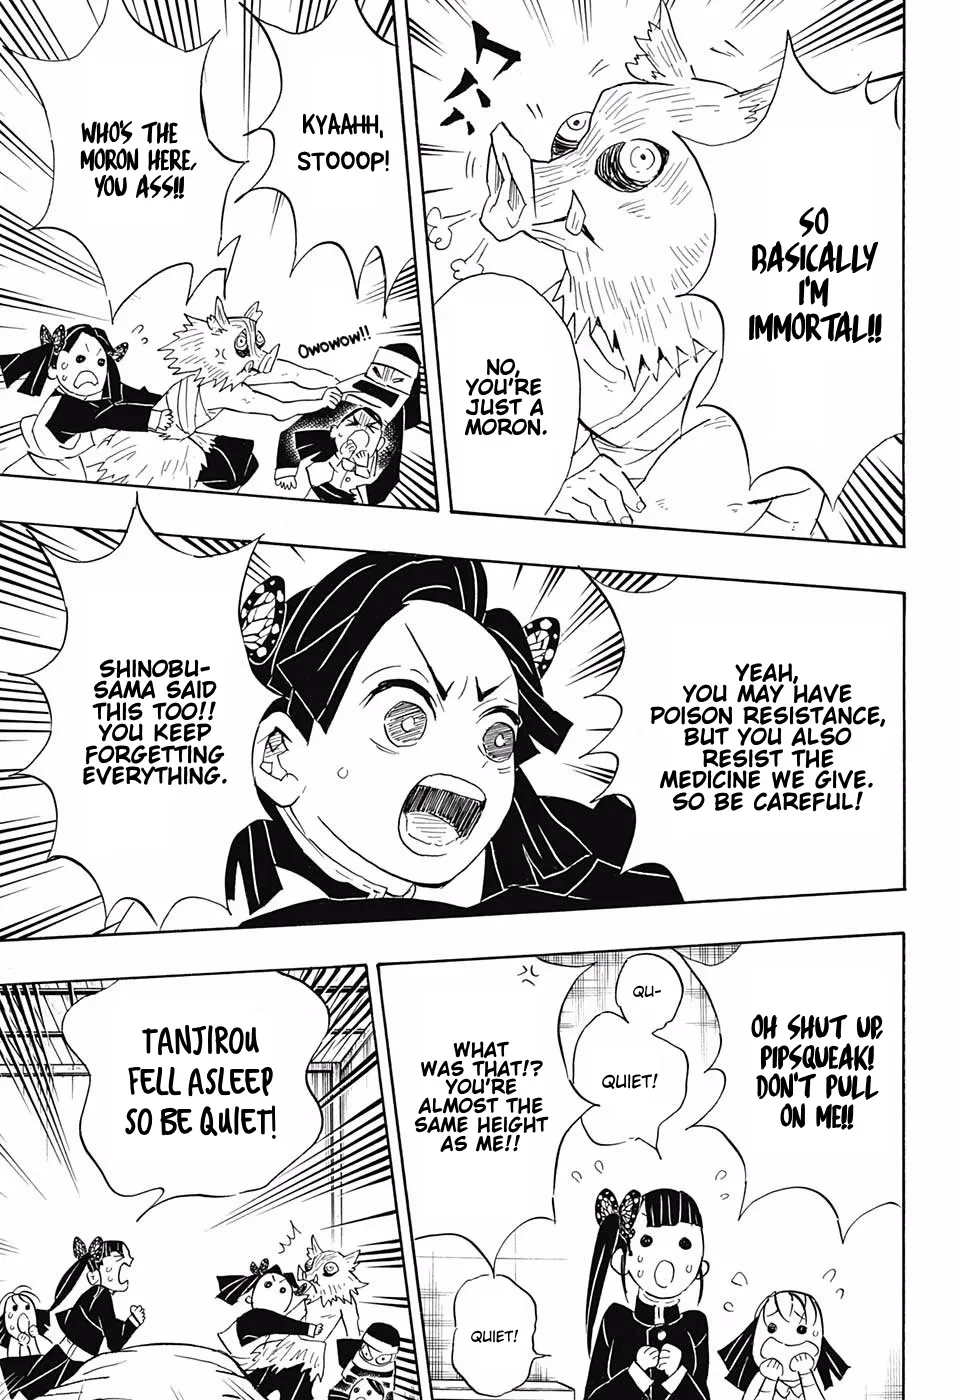 SO
BASICALLY
I'M
IMMORTAL!!
NO,
YOU'RE
JUST A
MORON.
KYAAHH,
STOOOP!
WHO'S THE
MORON HERE,
YOU ASS!!
Owowow!!
YEAH,
YOU MAY HAVE
POISON RESISTANCE,
BUT YOU ALSO
RESIST THE
MEDICINE WE GIVE.
SO BE CAREFUL!
SHINOBU-
SAMA SAID
THIS TOO!!
YOU KEEP
FORGETTING
EVERYTHING.
OH SHUT UP,
PIPSQUEAK!
DON'T PULL
ON ME!!
QU-
QUIET!
WHAT
WAS THAT!?
YOU'RE
ALMOST THE
SAME HEIGHT
AS ME!!
QUIET!
TANJIROU
FELL ASLEEP
SO BE QUIET!